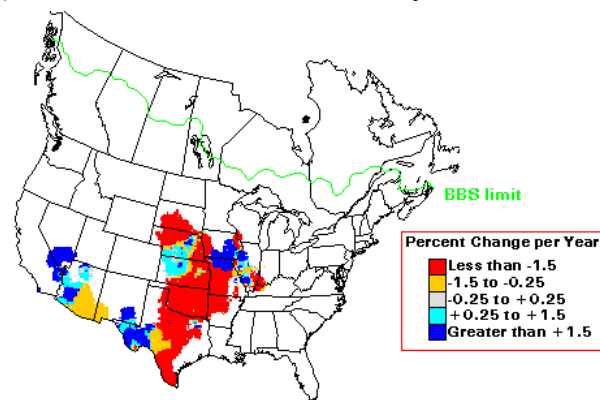 BBS limit
Percent Change per Year
Less than -1.5
-1.5 to -0.25
-0.25 to +0.25
+0.25 to +1.5
Greater than +1.5